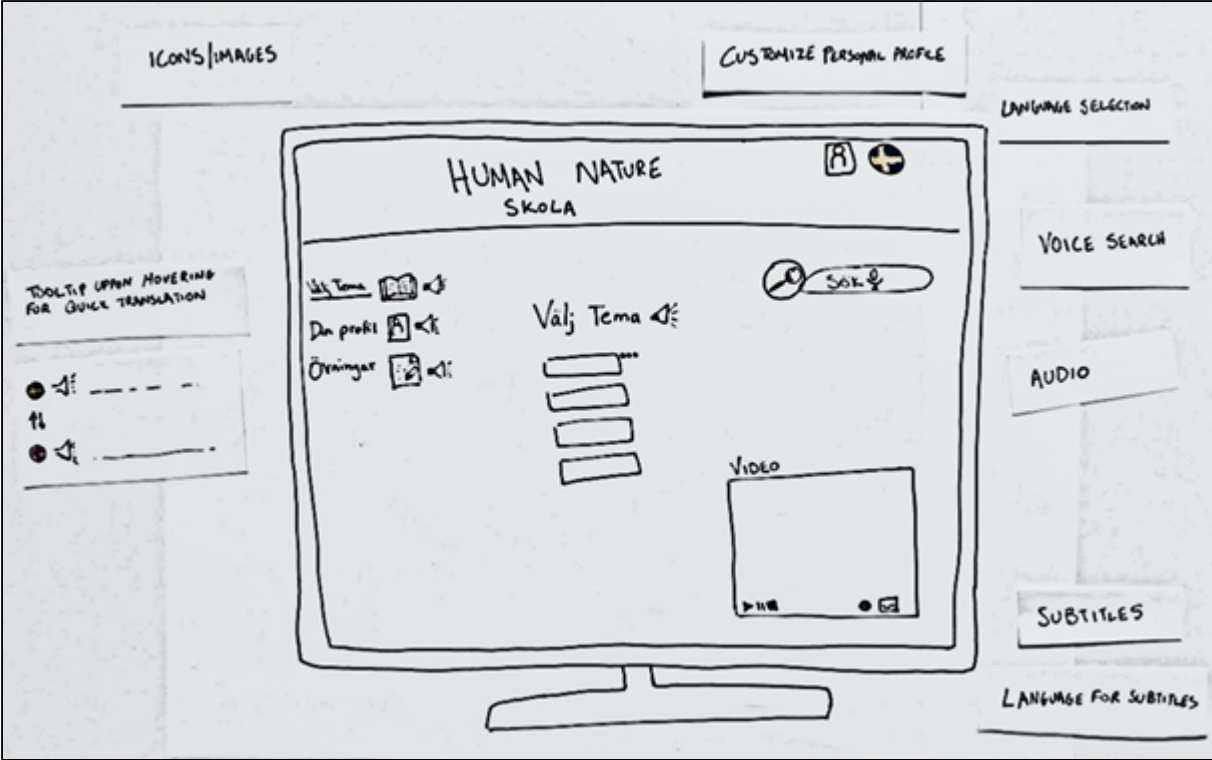 ICONS/IMAGES
CUSTOMIZE PERSONAL PROFILE
LANGUAGE SELECTION
HUMAN NATURE
SKOLA
VOICE SEARCH
TOOLTIP UPPON HOVERING
FOR QUICK TRANSLATION
Välj Tema
Din profil
Övningar
SÖK
Välj Tema
AUDIO
VIDEO
SUBTITLES
LANGUAGE FOR SUBTITLES